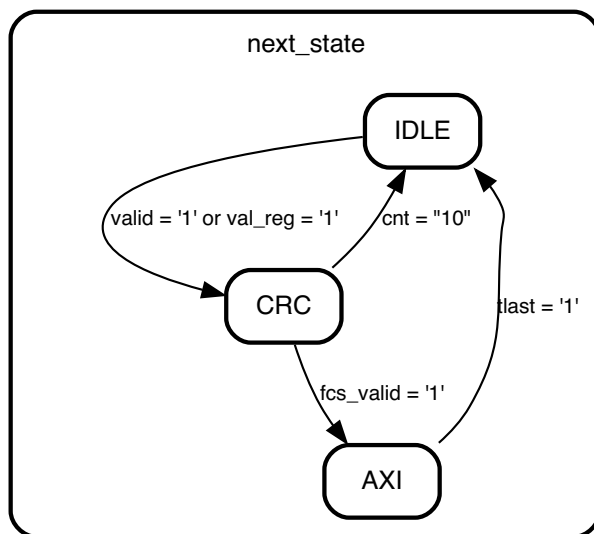 next_state
IDLE
valid = '1' or val_reg = '1'
cnt = "10"
CRC
tlast = '1'
fcs_valid = '1'
AXI